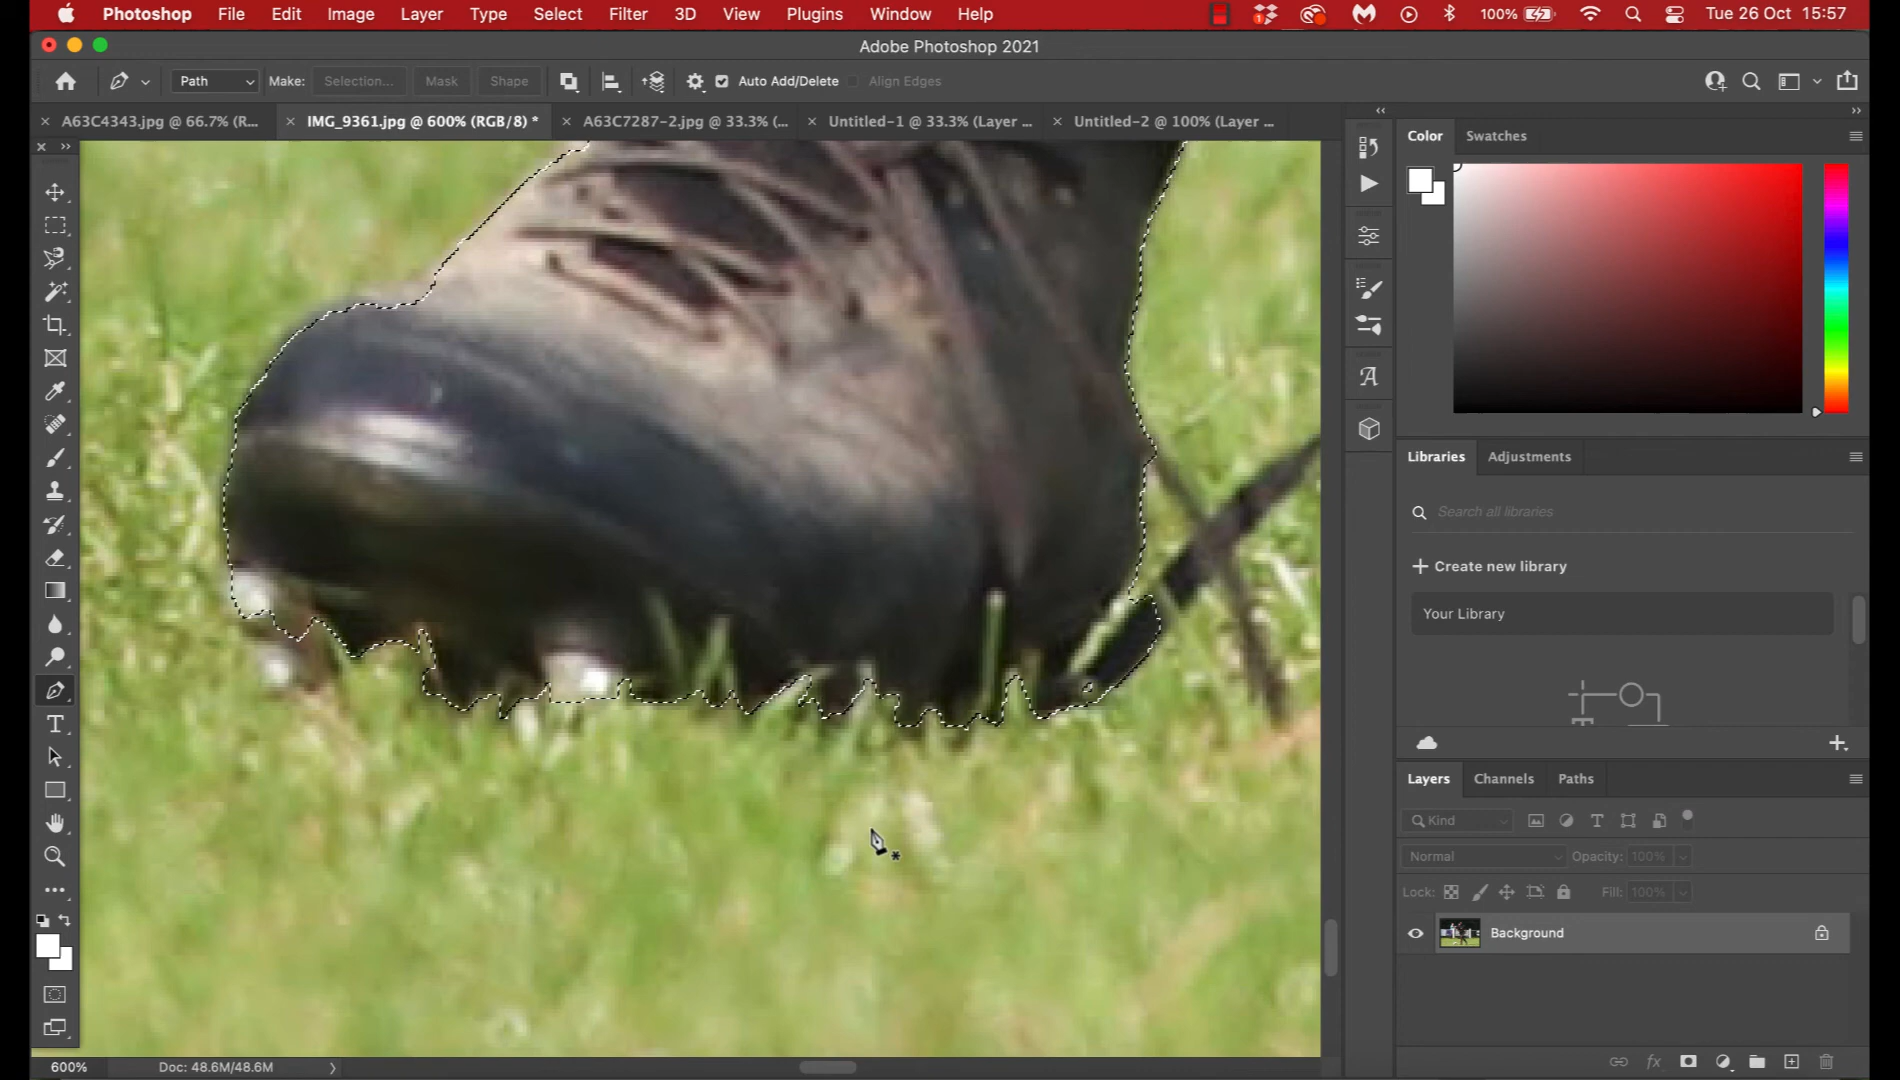 Photoshop File Edit Image Layer Type Select Filter 3D View Plugins Window Help 1 100% Tue 26 Oct 15:57
Adobe Photoshop 2021
Path Make: Selection... Mask Shape Auto Add/Delete Align Edges
A63C4343.jpg @ 66.7% (R... IMG_9361.jpg @ 600% (RGB/8) * A63C7287-2.jpg @ 33.3% (... Untitled-1 @ 33.3% (Layer ... Untitled-2 @ 100% (Layer ...
Color Swatches
Libraries Adjustments
Search all libraries
+ Create new library
Your Library
Layers Channels Paths
Kind
Normal Opacity: 100%
Lock: Fill: 100%
Background
600% Doc: 48.6M/48.6M